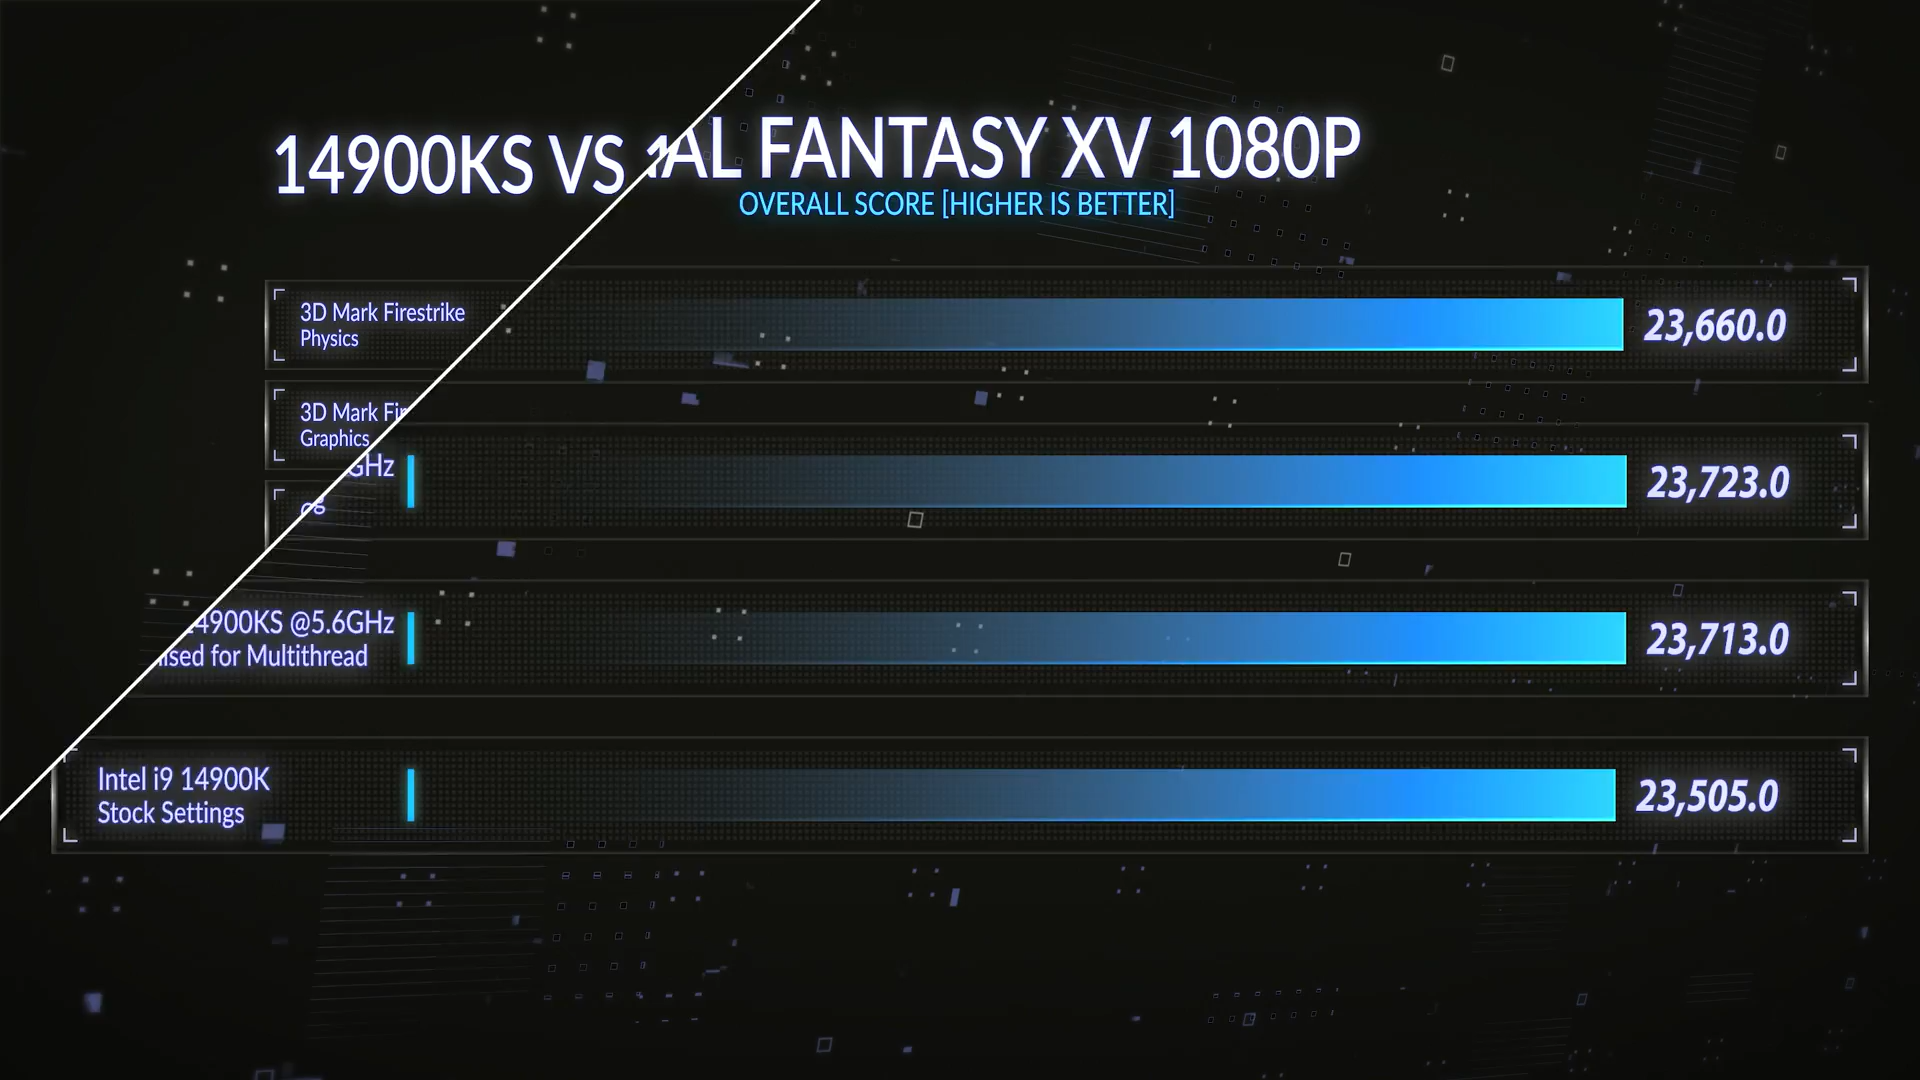 14900KS VS
AL FANTASY XV 1080P
OVERALL SCORE [HIGHER IS BETTER]
3D Mark Firestrike
Physics
23,660.0
3D Mark
Graphics
GHz
23,723.0
14900KS @5.6GHz
ised for Multithread
23,713.0
Intel i9 14900K
Stock Settings
23,505.0